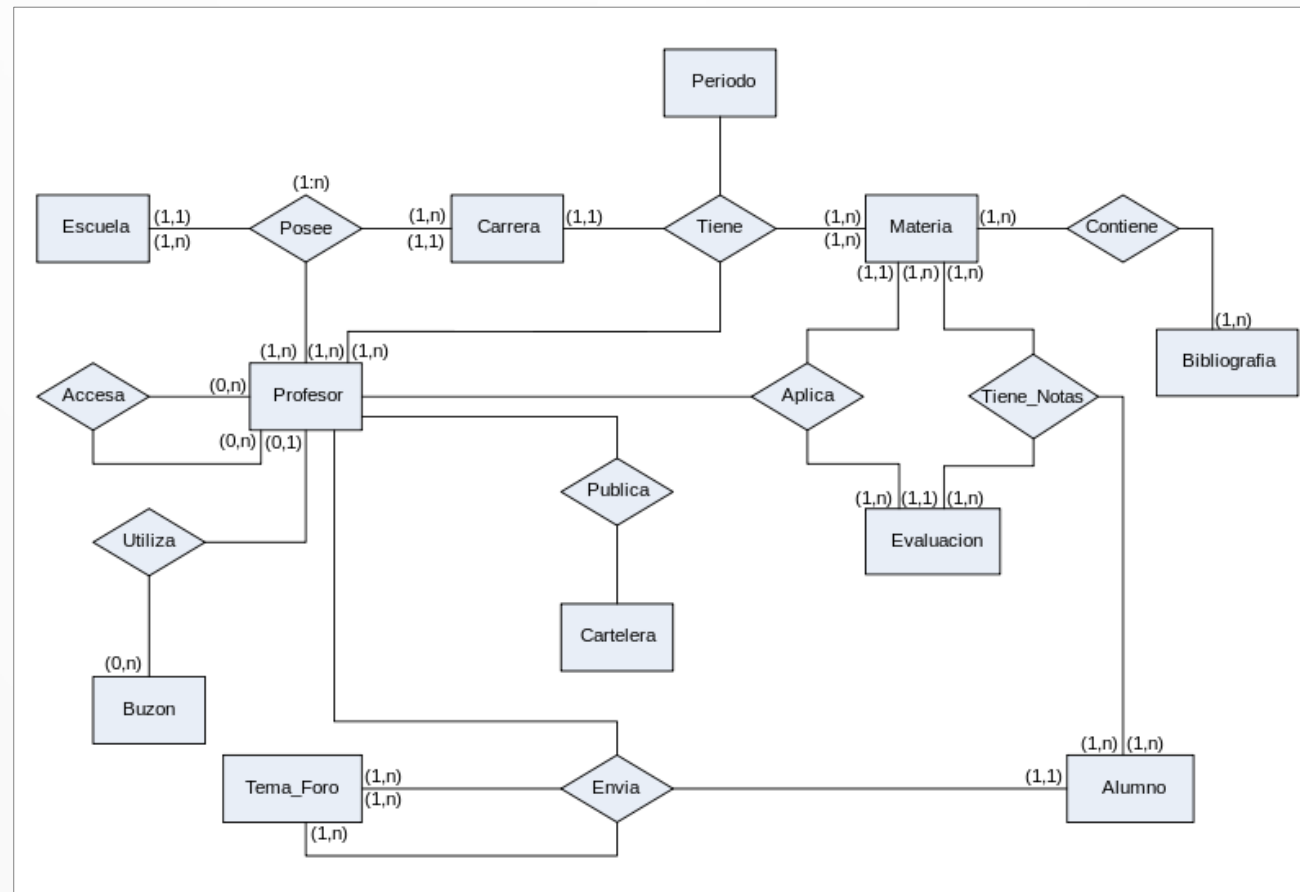 Periodo
(1:n)
Escuela
(1,1)
(1,n)
Posee
(1,n)
(1,1)
Carrera
(1,1)
Tiene
(1,n)
(1,n)
Materia
(1,n)
Contiene
(1,1) (1,n) (1,n)
(1,n)
Bibliografia
(1,n) (1,n) (1,n)
Accesa
(0,n)
Profesor
Aplica
Tiene_Notas
(0,n) (0,1)
Publica
(1,n) (1,1) (1,n)
Utiliza
Evaluacion
Cartelera
(0,n)
Buzon
(1,n) (1,n)
Tema_Foro
(1,n)
(1,n)
Envia
(1,1)
Alumno
(1,n)